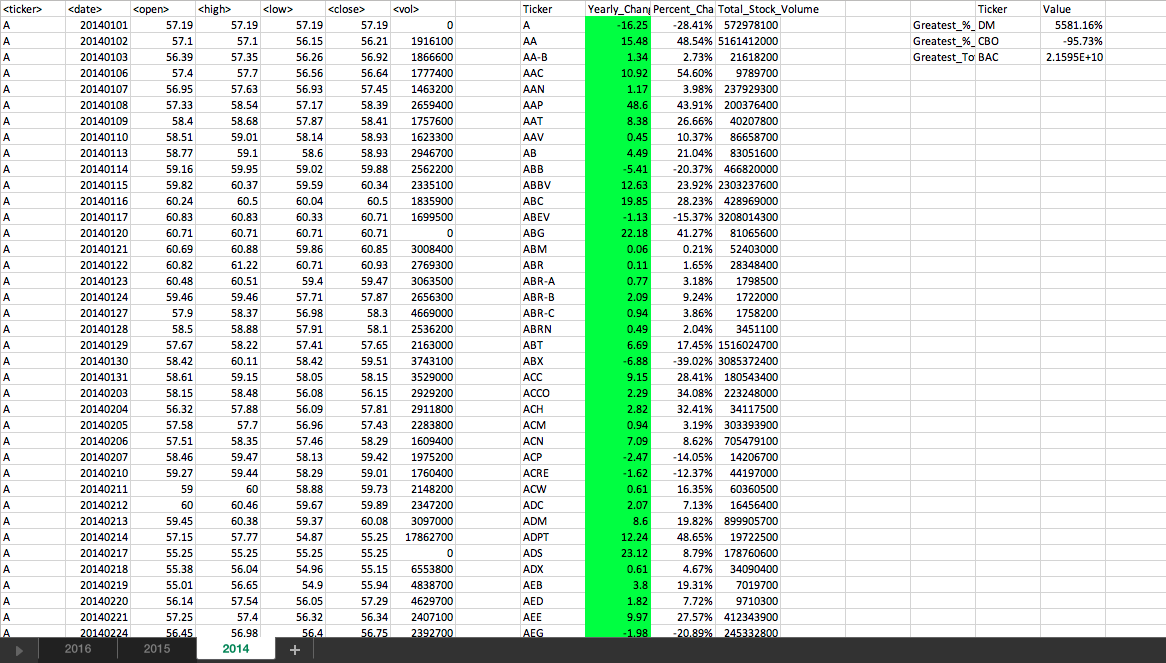 <ticker> <date> <open> <high> <low> <close> <vol> Ticker Yearly_Chang Percent_Cha Total_Stock_Volume Ticker Value
A 20140101 57.19 57.19 57.19 57.19 0 A -16.25 -28.41% 572978100 Greatest_%_ DM 5581.16%
A 20140102 57.1 57.1 56.15 56.21 1916100 AA 15.48 48.54% 5161412000 Greatest_%_ CBO -95.73%
A 20140103 56.39 57.35 56.26 56.92 1866600 AA-B 1.34 2.73% 21618200 Greatest_To BAC 2.1595E+10
A 20140106 57.4 57.7 56.56 56.64 1777400 AAC 10.92 54.60% 9789700
A 20140107 56.95 57.63 56.93 57.45 1463200 AAN 1.17 3.98% 237929300
A 20140108 57.33 58.54 57.17 58.39 2659400 AAP 48.6 43.91% 200376400
A 20140109 58.4 58.68 57.87 58.41 1757600 AAT 8.38 26.66% 40207800
A 20140110 58.51 59.01 58.14 58.93 1623300 AAV 0.45 10.37% 86658700
A 20140113 58.77 59.1 58.6 58.93 2946700 AB 4.49 21.04% 83051600
A 20140114 59.16 59.95 59.02 59.88 2562200 ABB -5.41 -20.37% 466820000
A 20140115 59.82 60.37 59.59 60.34 2335100 ABBV 12.63 23.92% 2303237600
A 20140116 60.24 60.5 60.04 60.5 1835900 ABC 19.85 28.23% 428969000
A 20140117 60.83 60.83 60.33 60.71 1699500 ABEV -1.13 -15.37% 3208014300
A 20140120 60.71 60.71 60.71 60.71 0 ABG 22.18 41.27% 81065600
A 20140121 60.69 60.88 59.86 60.85 3008400 ABM 0.06 0.21% 52403000
A 20140122 60.82 61.22 60.71 60.93 2769300 ABR 0.11 1.65% 28348400
A 20140123 60.48 60.51 59.4 59.47 3063500 ABR-A 0.77 3.18% 1798500
A 20140124 59.46 59.46 57.71 57.87 2656300 ABR-B 2.09 9.24% 1722000
A 20140127 57.9 58.37 56.98 58.3 4669000 ABR-C 0.94 3.86% 1758200
A 20140128 58.5 58.88 57.91 58.1 2536200 ABRN 0.49 2.04% 3451100
A 20140129 57.67 58.22 57.41 57.65 2163000 ABT 6.69 17.45% 1516024700
A 20140130 58.42 60.11 58.42 59.51 3743100 ABX -6.88 -39.02% 3085372400
A 20140131 58.61 59.15 58.05 58.15 3529000 ACC 9.15 28.41% 180543400
A 20140203 58.15 58.48 56.08 56.15 2929200 ACCO 2.29 34.08% 223248000
A 20140204 56.32 57.88 56.09 57.81 2911800 ACH 2.82 32.41% 34117500
A 20140205 57.58 57.7 56.96 57.43 2283800 ACM 0.94 3.19% 303393900
A 20140206 57.51 58.35 57.46 58.29 1609400 ACN 7.09 8.62% 705479100
A 20140207 58.46 59.47 58.13 59.42 1975200 ACP -2.47 -14.05% 14206700
A 20140210 59.27 59.44 58.29 59.01 1760400 ACRE -1.62 -12.37% 44197000
A 20140211 59 60 58.88 59.73 2148200 ACW 0.61 16.35% 60360500
A 20140212 60 60.46 59.67 59.89 2347200 ADC 2.07 7.13% 16456400
A 20140213 59.45 60.38 59.37 60.08 3097000 ADM 8.6 19.82% 899905700
A 20140214 57.15 57.77 54.87 55.25 17862700 ADPT 12.24 48.65% 19722500
A 20140217 55.25 55.25 55.25 55.25 0 ADS 23.12 8.79% 178760600
A 20140218 55.38 56.04 54.96 55.15 6553800 ADX 0.61 4.67% 34090400
A 20140219 55.01 56.65 54.9 55.94 4838700 AEB 3.8 19.31% 7019700
A 20140220 56.14 57.54 56.05 57.29 4629700 AED 1.82 7.72% 9710300
A 20140221 57.25 57.4 56.32 56.34 2407100 AEE 9.97 27.57% 412343900
A 20140224 56.45 56.98 56.4 56.75 2392700 AEG -1.98 -20.89% 245332800
2016 2015 2014 +